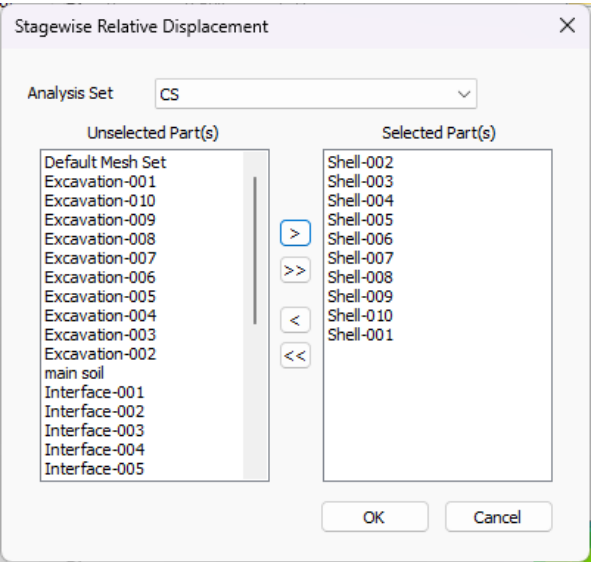 Stagewise Relative Displacement
Analysis Set
CS
Unselected Part(s)
Default Mesh Set
Excavation-001
Excavation-010
Excavation-009
Excavation-008
Excavation-007
Excavation-006
Excavation-005
Excavation-004
Excavation-003
Excavation-002
main soil
Interface-001
Interface-002
Interface-003
Interface-004
Interface-005
>
>>
<
<<
Selected Part(s)
Shell-002
Shell-003
Shell-004
Shell-005
Shell-006
Shell-007
Shell-008
Shell-009
Shell-010
Shell-001
OK
Cancel